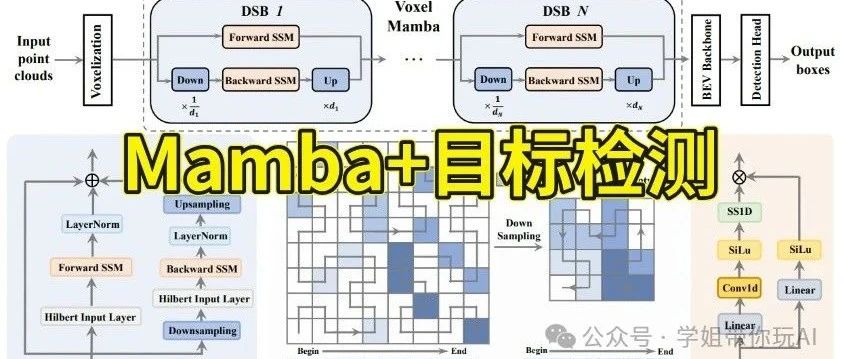 DSB 1
Voxel Mamba
DSB N
Input point clouds
Voxelization
Forward SSM
Down
Backward SSM
Up
×1/d₁
×d₁
...
Forward SSM
Down
Backward SSM
Up
×1/dN
×dN
BEV Backbone
Detection Head
Output boxes
Mamba+目标检测
LayerNorm
Forward SSM
Hilbert Input Layer
Upsampling
LayerNorm
Backward SSM
Hilbert Input Layer
Downsampling
Down Sampling
Begin
End
Begin
End
SS1D
SiLu
Conv1d
Linear
SiLu
Linear
公众号 · 学姐带你玩AI